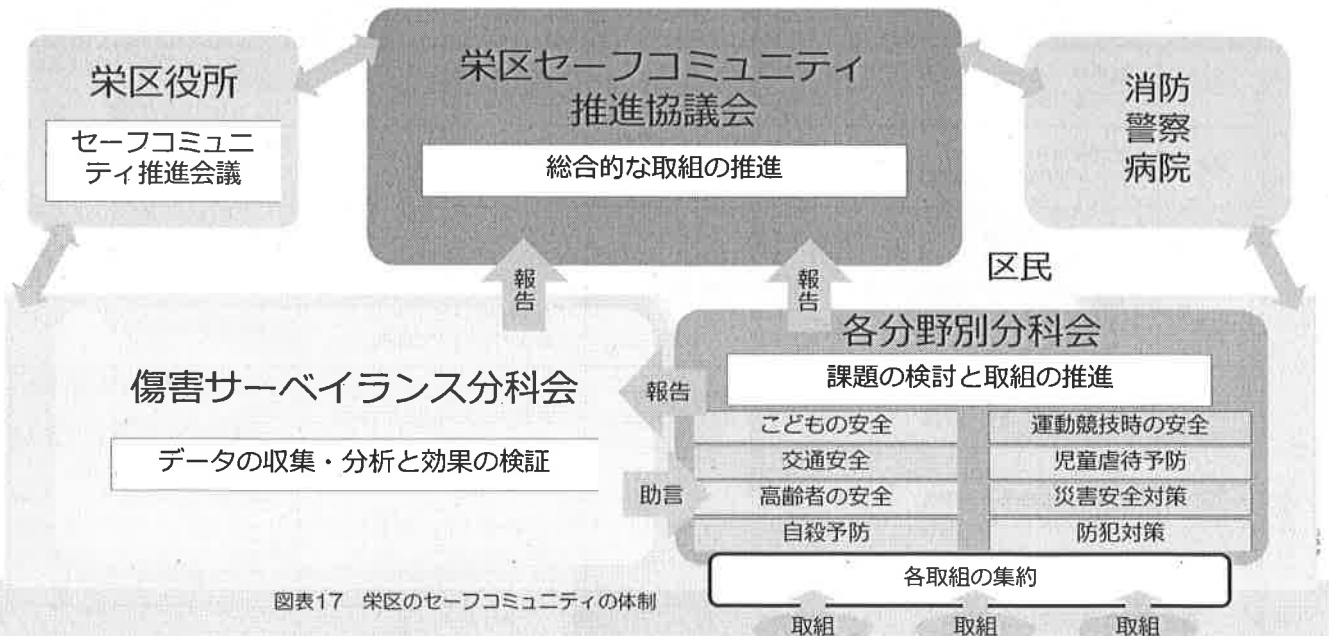 栄区役所
セーフコミュニ
ティ推進会議
栄区セーフコミュニティ
推進協議会
総合的な取組の推進
消防
警察
病院
区民
報告
報告
傷害サーベイランス分科会
データの収集・分析と効果の検証
報告
助言
各分野別分科会
課題の検討と取組の推進
こどもの安全
運動競技時の安全
交通安全
児童虐待予防
高齢者の安全
災害安全対策
自殺予防
防犯対策
各取組の集約
取組
取組
取組
図表17 栄区のセーフコミュニティの体制